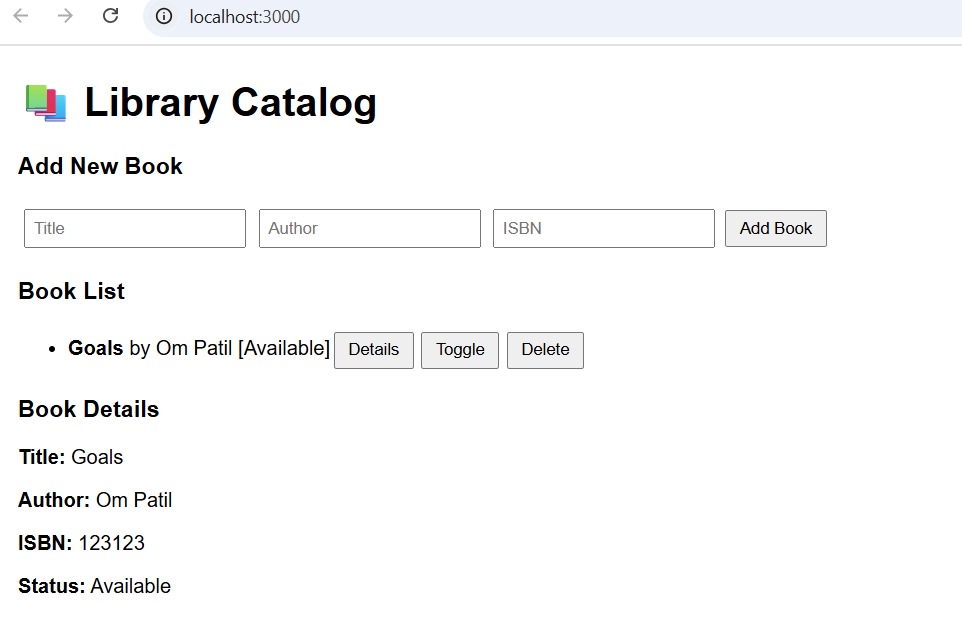 localhost:3000
📚 Library Catalog
Add New Book
Title Author ISBN Add Book
Book List
• Goals by Om Patil [Available] Details Toggle Delete
Book Details
Title: Goals
Author: Om Patil
ISBN: 123123
Status: Available